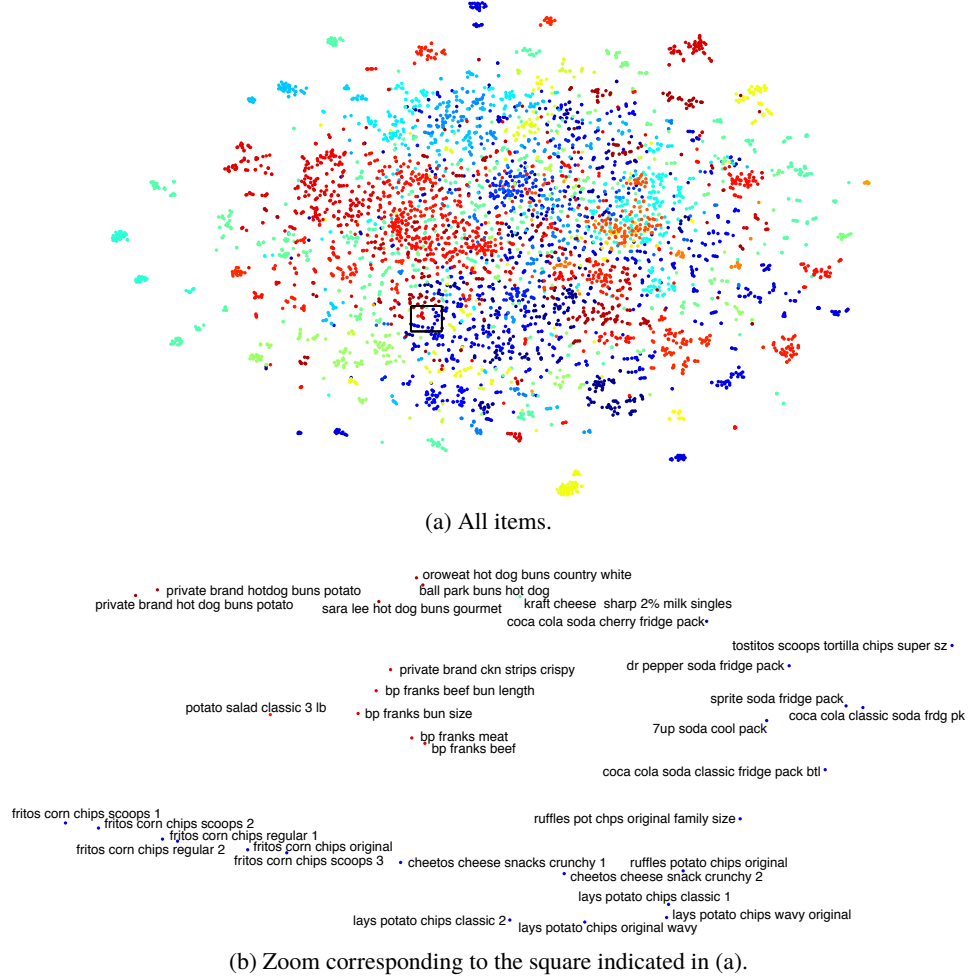 (a) All items.
oroweat hot dog buns country white
private brand hotdog buns potato
ball park buns hot dog
private brand hot dog buns potato
sara lee hot dog buns gourmet
kraft cheese sharp 2% milk singles
coca cola soda cherry fridge pack
tostitos scoops tortilla chips super sz
private brand ckn strips crispy
dr pepper soda fridge pack
bp franks beef bun length
sprite soda fridge pack
potato salad classic 3 lb
bp franks bun size
coca cola classic soda frdg pk
7up soda cool pack
bp franks meat
bp franks beef
coca cola soda classic fridge pack btl
fritos corn chips scoops 1
fritos corn chips scoops 2
ruffles pot chps original family size
fritos corn chips regular 1
fritos corn chips regular 2
fritos corn chips original
fritos corn chips scoops 3
cheetos cheese snacks crunchy 1
ruffles potato chips original
cheetos cheese snack crunchy 2
lays potato chips classic 1
lays potato chips classic 2
lays potato chips wavy original
lays potato chips original wavy
(b) Zoom corresponding to the square indicated in (a).